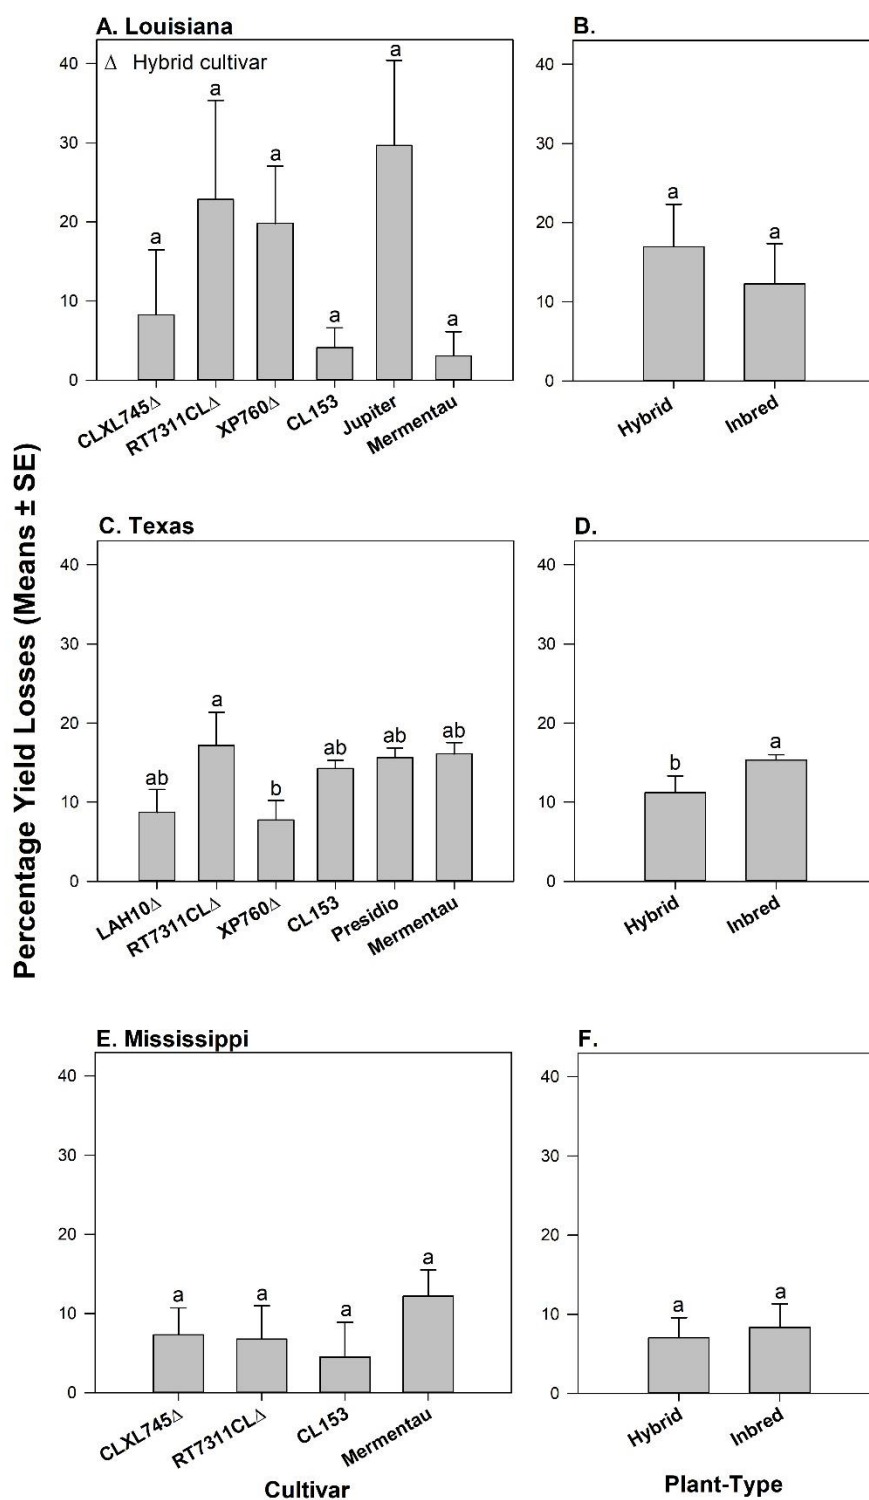 Percentage Yield Losses (Means ± SE)
A. Louisiana
Δ Hybrid cultivar
40
30
20
10
0
a
a
a
a
a
a
CLXL745Δ
RT7311CLΔ
XP760Δ
CL153
Jupiter
Mermentau
B.
40
30
20
10
0
a
a
Hybrid
Inbred
C. Texas
40
30
20
10
0
ab
a
b
ab
ab
ab
LAH10Δ
RT7311CLΔ
XP760Δ
CL153
Presidio
Mermentau
D.
40
30
20
10
0
b
a
Hybrid
Inbred
E. Mississippi
40
30
20
10
0
a
a
a
a
CLXL745Δ
RT7311CLΔ
CL153
Mermentau
Cultivar
F.
40
30
20
10
0
a
a
Hybrid
Inbred
Plant-Type